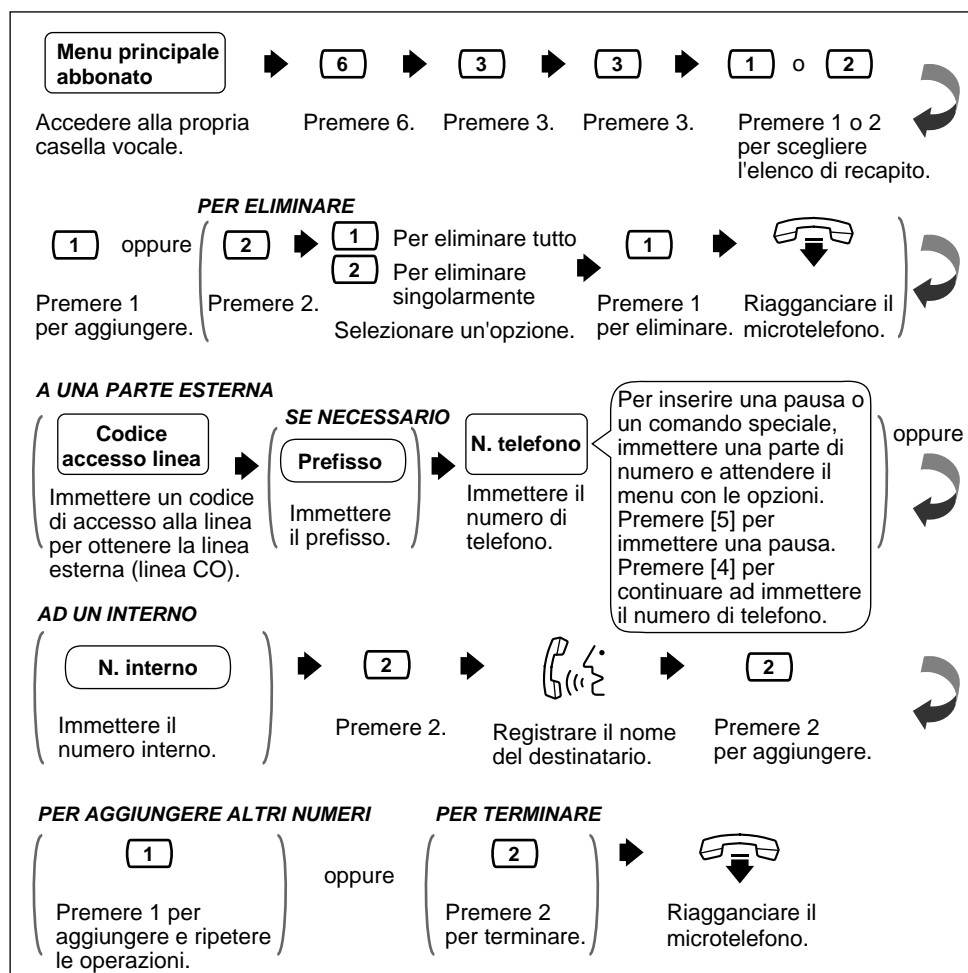 Menu principale
abbonato
6
3
3
1 o 2
Accedere alla propria
casella vocale.
Premere 6.
Premere 3.
Premere 3.
Premere 1 o 2
per scegliere
l'elenco di recapito.
PER ELIMINARE
1 oppure
2
1 Per eliminare tutto
2 Per eliminare
singolarmente
1
Premere 1
per aggiungere.
Premere 2.
Selezionare un'opzione.
Premere 1
per eliminare.
Riagganciare il
microtelefono.
A UNA PARTE ESTERNA
Codice
accesso linea
Immettere un codice
di accesso alla linea
per ottenere la linea
esterna (linea CO).
SE NECESSARIO
Prefisso
Immettere
il prefisso.
N. telefono
Immettere il
numero di
telefono.
Per inserire una pausa o
un comando speciale,
immettere una parte di
numero e attendere il
menu con le opzioni.
Premere [5] per
immettere una pausa.
Premere [4] per
continuare ad immettere
il numero di telefono.
oppure
AD UN INTERNO
N. interno
Immettere il
numero interno.
2
Premere 2.
Registrare il nome
del destinatario.
2
Premere 2
per aggiungere.
PER AGGIUNGERE ALTRI NUMERI
1
Premere 1 per
aggiungere e ripetere
le operazioni.
oppure
PER TERMINARE
2
Premere 2
per terminare.
Riagganciare il
microtelefono.